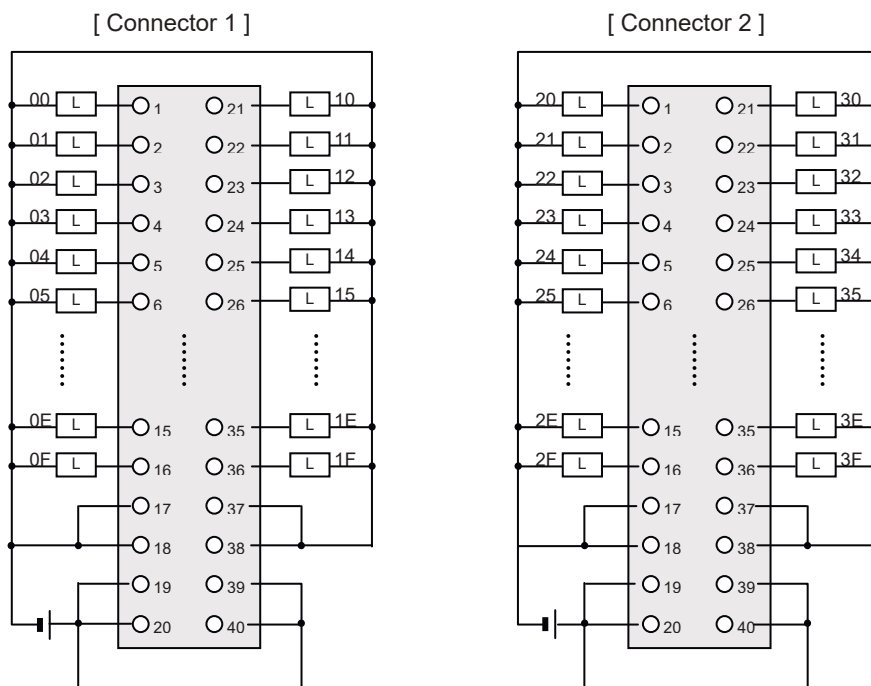 [ Connector 1 ] [ Connector 2 ]
00 L 1 21 L 10 20 L 1 21 L 30
01 L 2 22 L 11 21 L 2 22 L 31
02 L 3 23 L 12 22 L 3 23 L 32
03 L 4 24 L 13 23 L 4 24 L 33
04 L 5 25 L 14 24 L 5 25 L 34
05 L 6 26 L 15 25 L 6 26 L 35
0E L 15 35 L 1E 2E L 15 35 L 3E
0F L 16 36 L 1F 2F L 16 36 L 3F
17 37 17 37
18 38 18 38
19 39 19 39
20 40 20 40